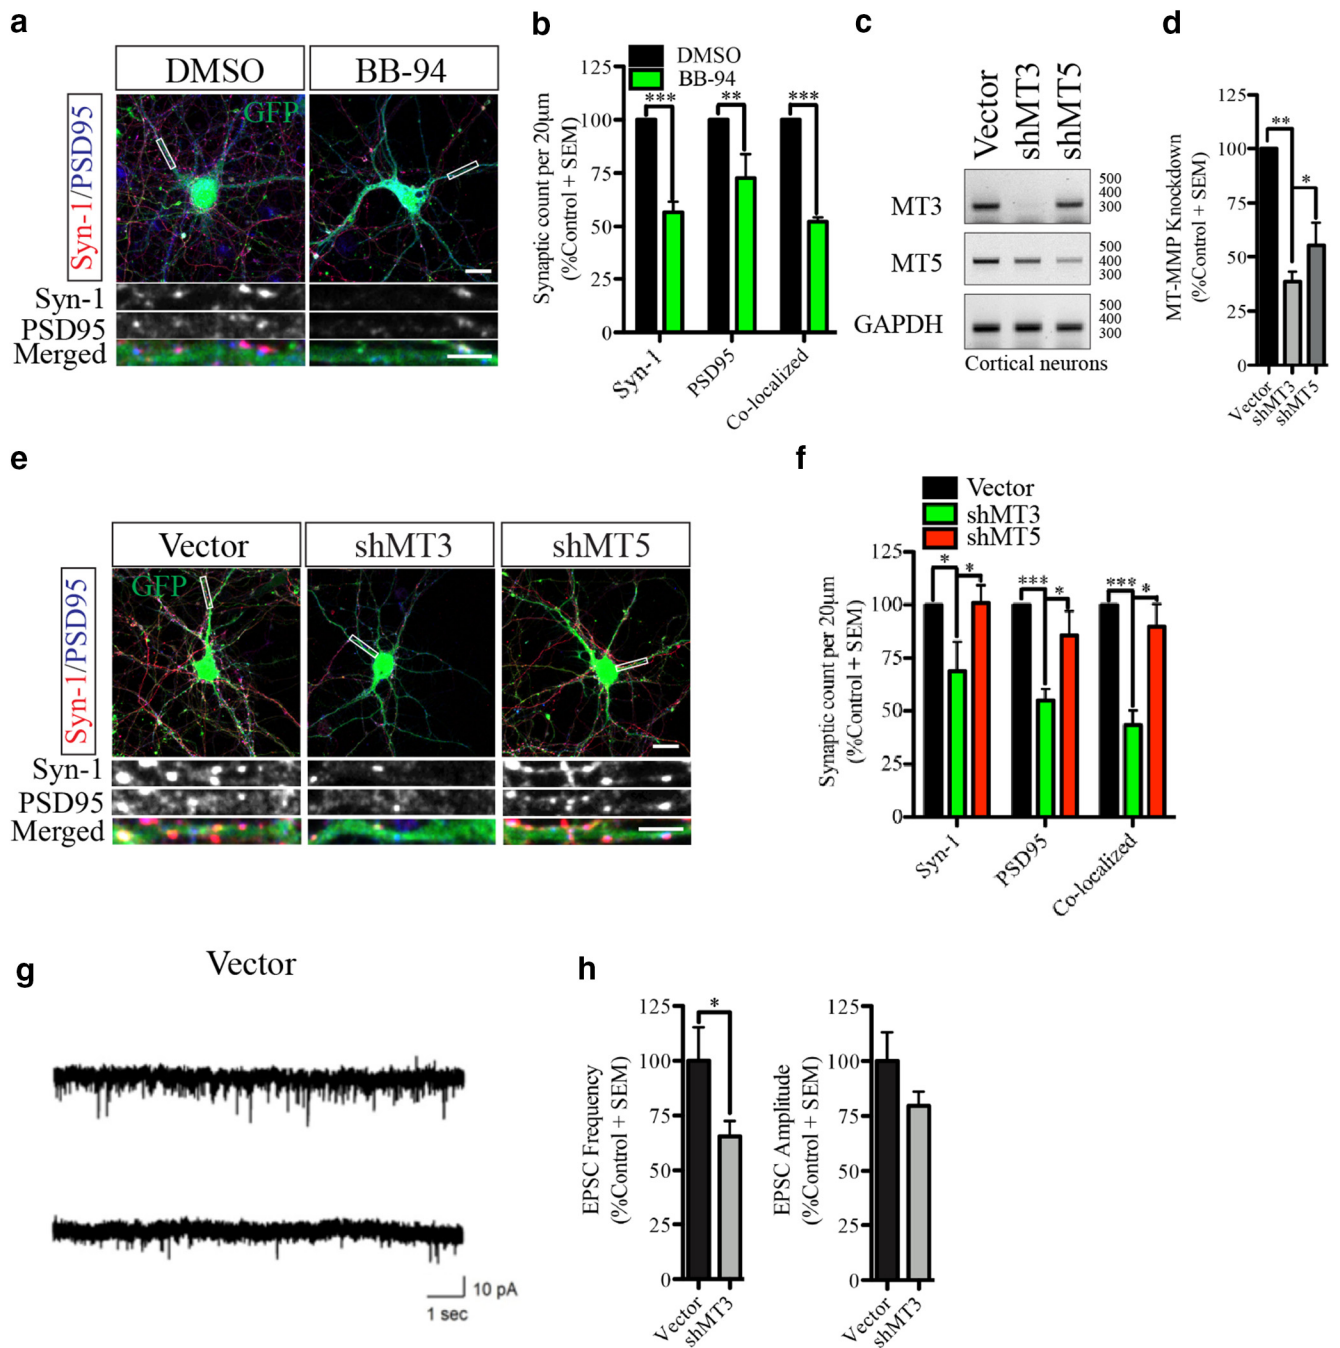 a
DMSO
BB-94
Syn-1/PSD95
GFP
Syn-1
PSD95
Merged
b
DMSO
BB-94
Synaptic count per 20µm
(%Control + SEM)
125
100
75
50
25
0
***
**
***
Syn-1
PSD95
Co-localized
c
Vector
shMT3
shMT5
MT3
500
400
300
MT5
500
400
300
GAPDH
500
400
300
Cortical neurons
d
MT-MMP Knockdown
(%Control + SEM)
125
100
75
50
25
0
**
*
Vector
shMT3
shMT5
e
Vector
shMT3
shMT5
Syn-1/PSD95
GFP
Syn-1
PSD95
Merged
f
Vector
shMT3
shMT5
Synaptic count per 20µm
(%Control + SEM)
125
100
75
50
25
0
*
*
***
*
***
*
Syn-1
PSD95
Co-localized
g
Vector
10 pA
1 sec
h
EPSC Frequency
(%Control + SEM)
125
100
75
50
25
0
*
Vector
shMT3
EPSC Amplitude
(%Control + SEM)
125
100
75
50
25
0
Vector
shMT3